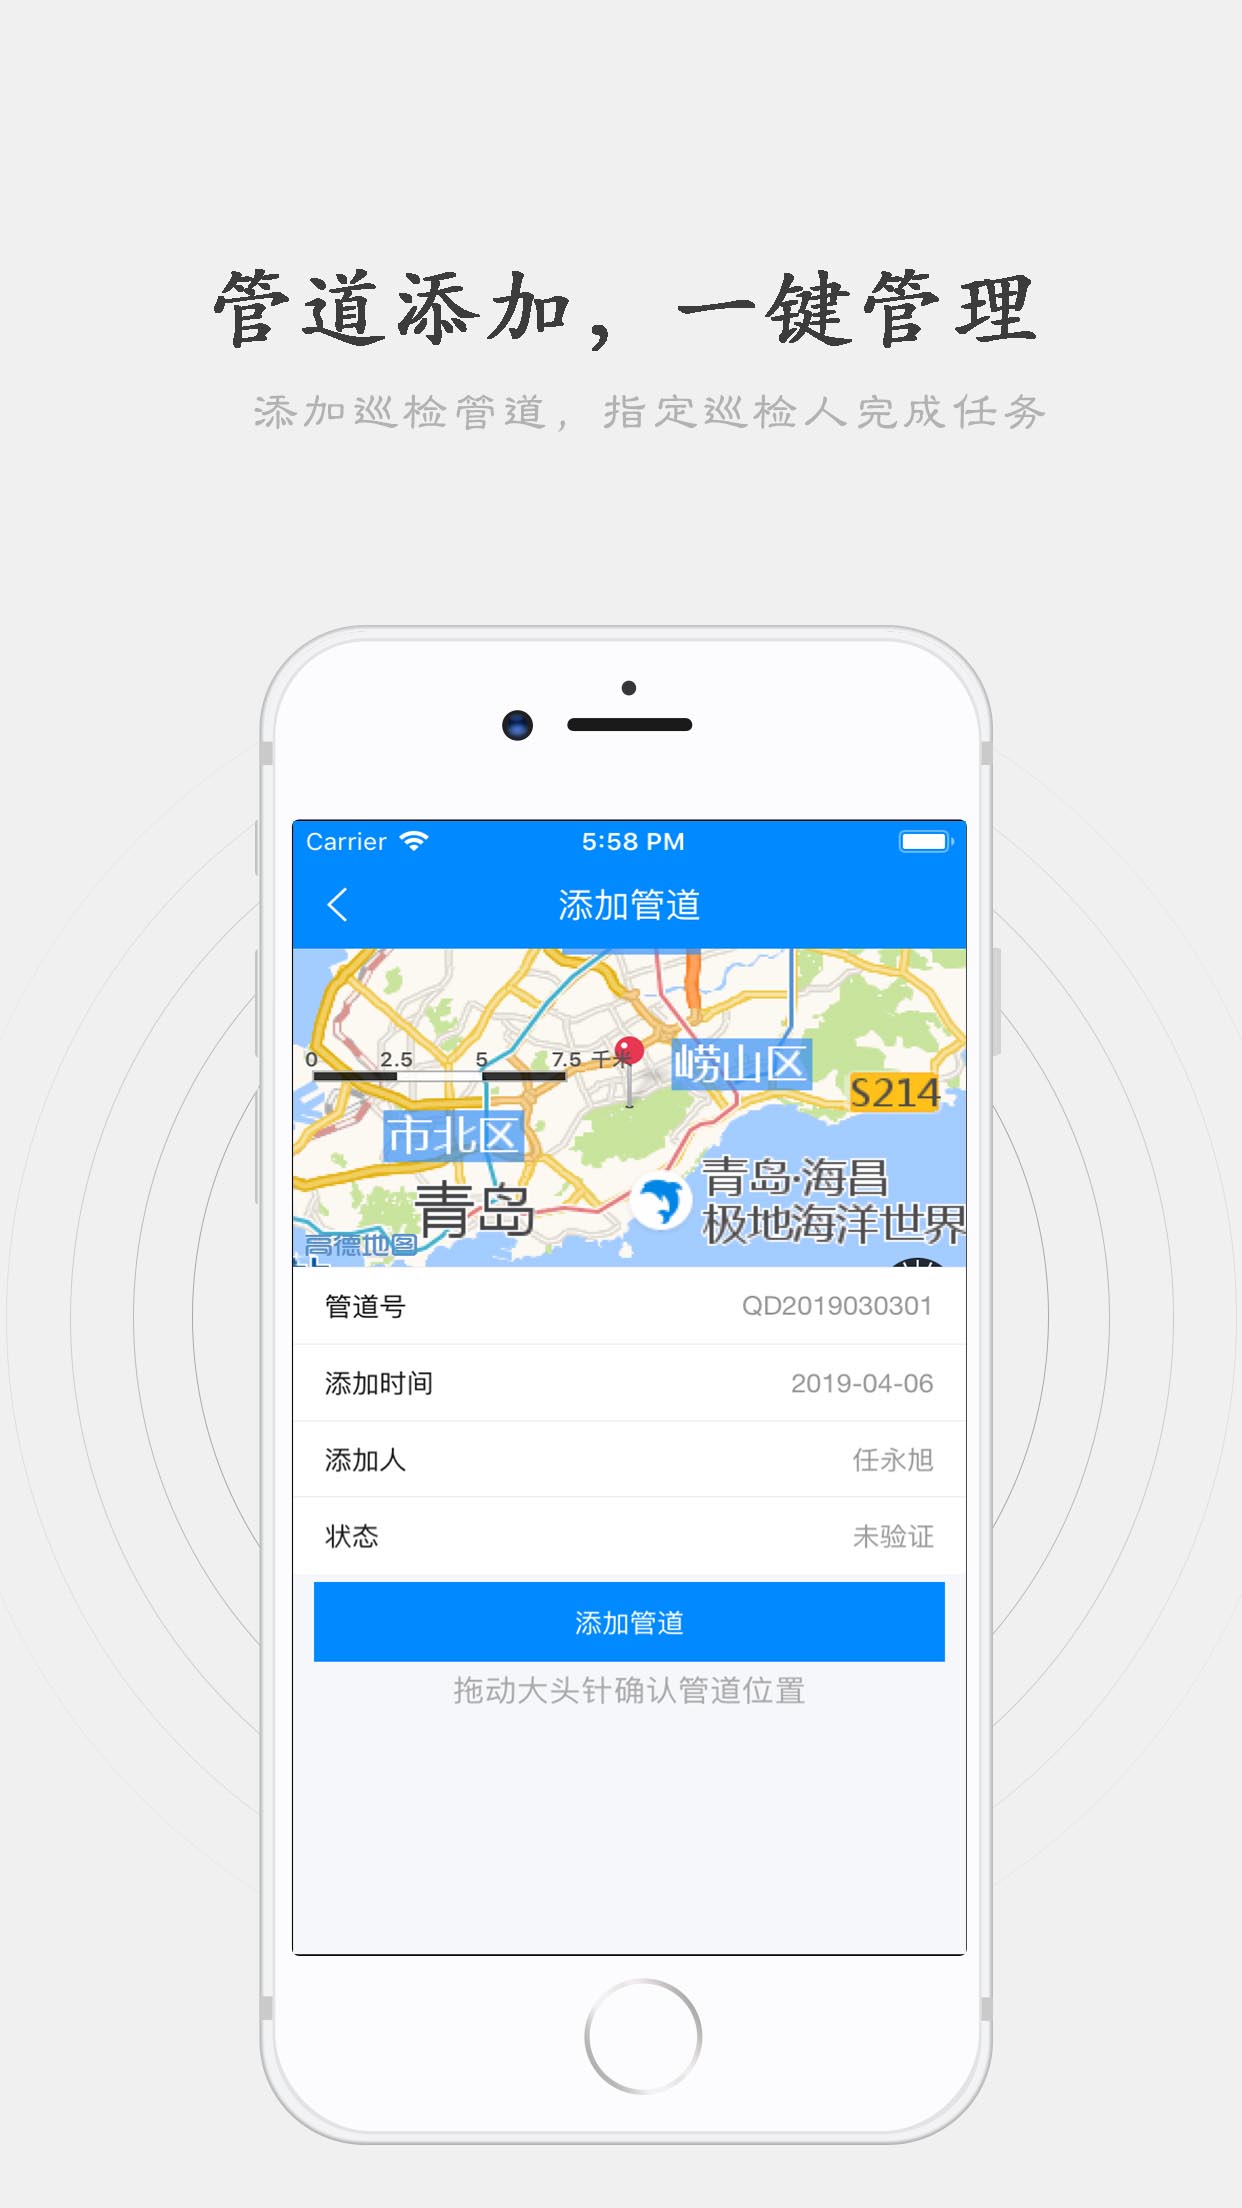 管道添加，一键管理
添加巡检管道，指定巡检人完成任务
Carrier 5:58 PM
添加管道
0 2.5 5 7.5 千米
崂山区
S214
市北区
青岛·海昌
极地海洋世界
青岛
高德地图
管道号 QD2019030301
添加时间 2019-04-06
添加人 任永旭
状态 未验证
添加管道
拖动大头针确认管道位置